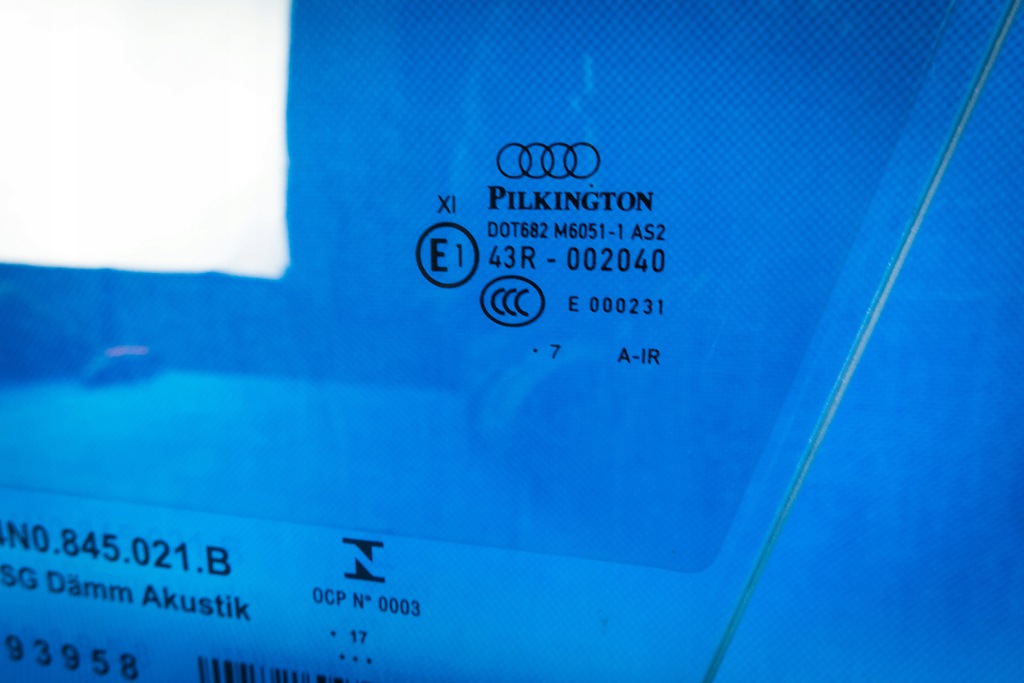 XI
PILKINGTON
DOT682 M6051-1 AS2
E1 43R - 002040
CCC E 000231
· 7 A-IR
N0.845.021.B
SG Dämm Akustik
OCP N° 0003
93958
· 17
...